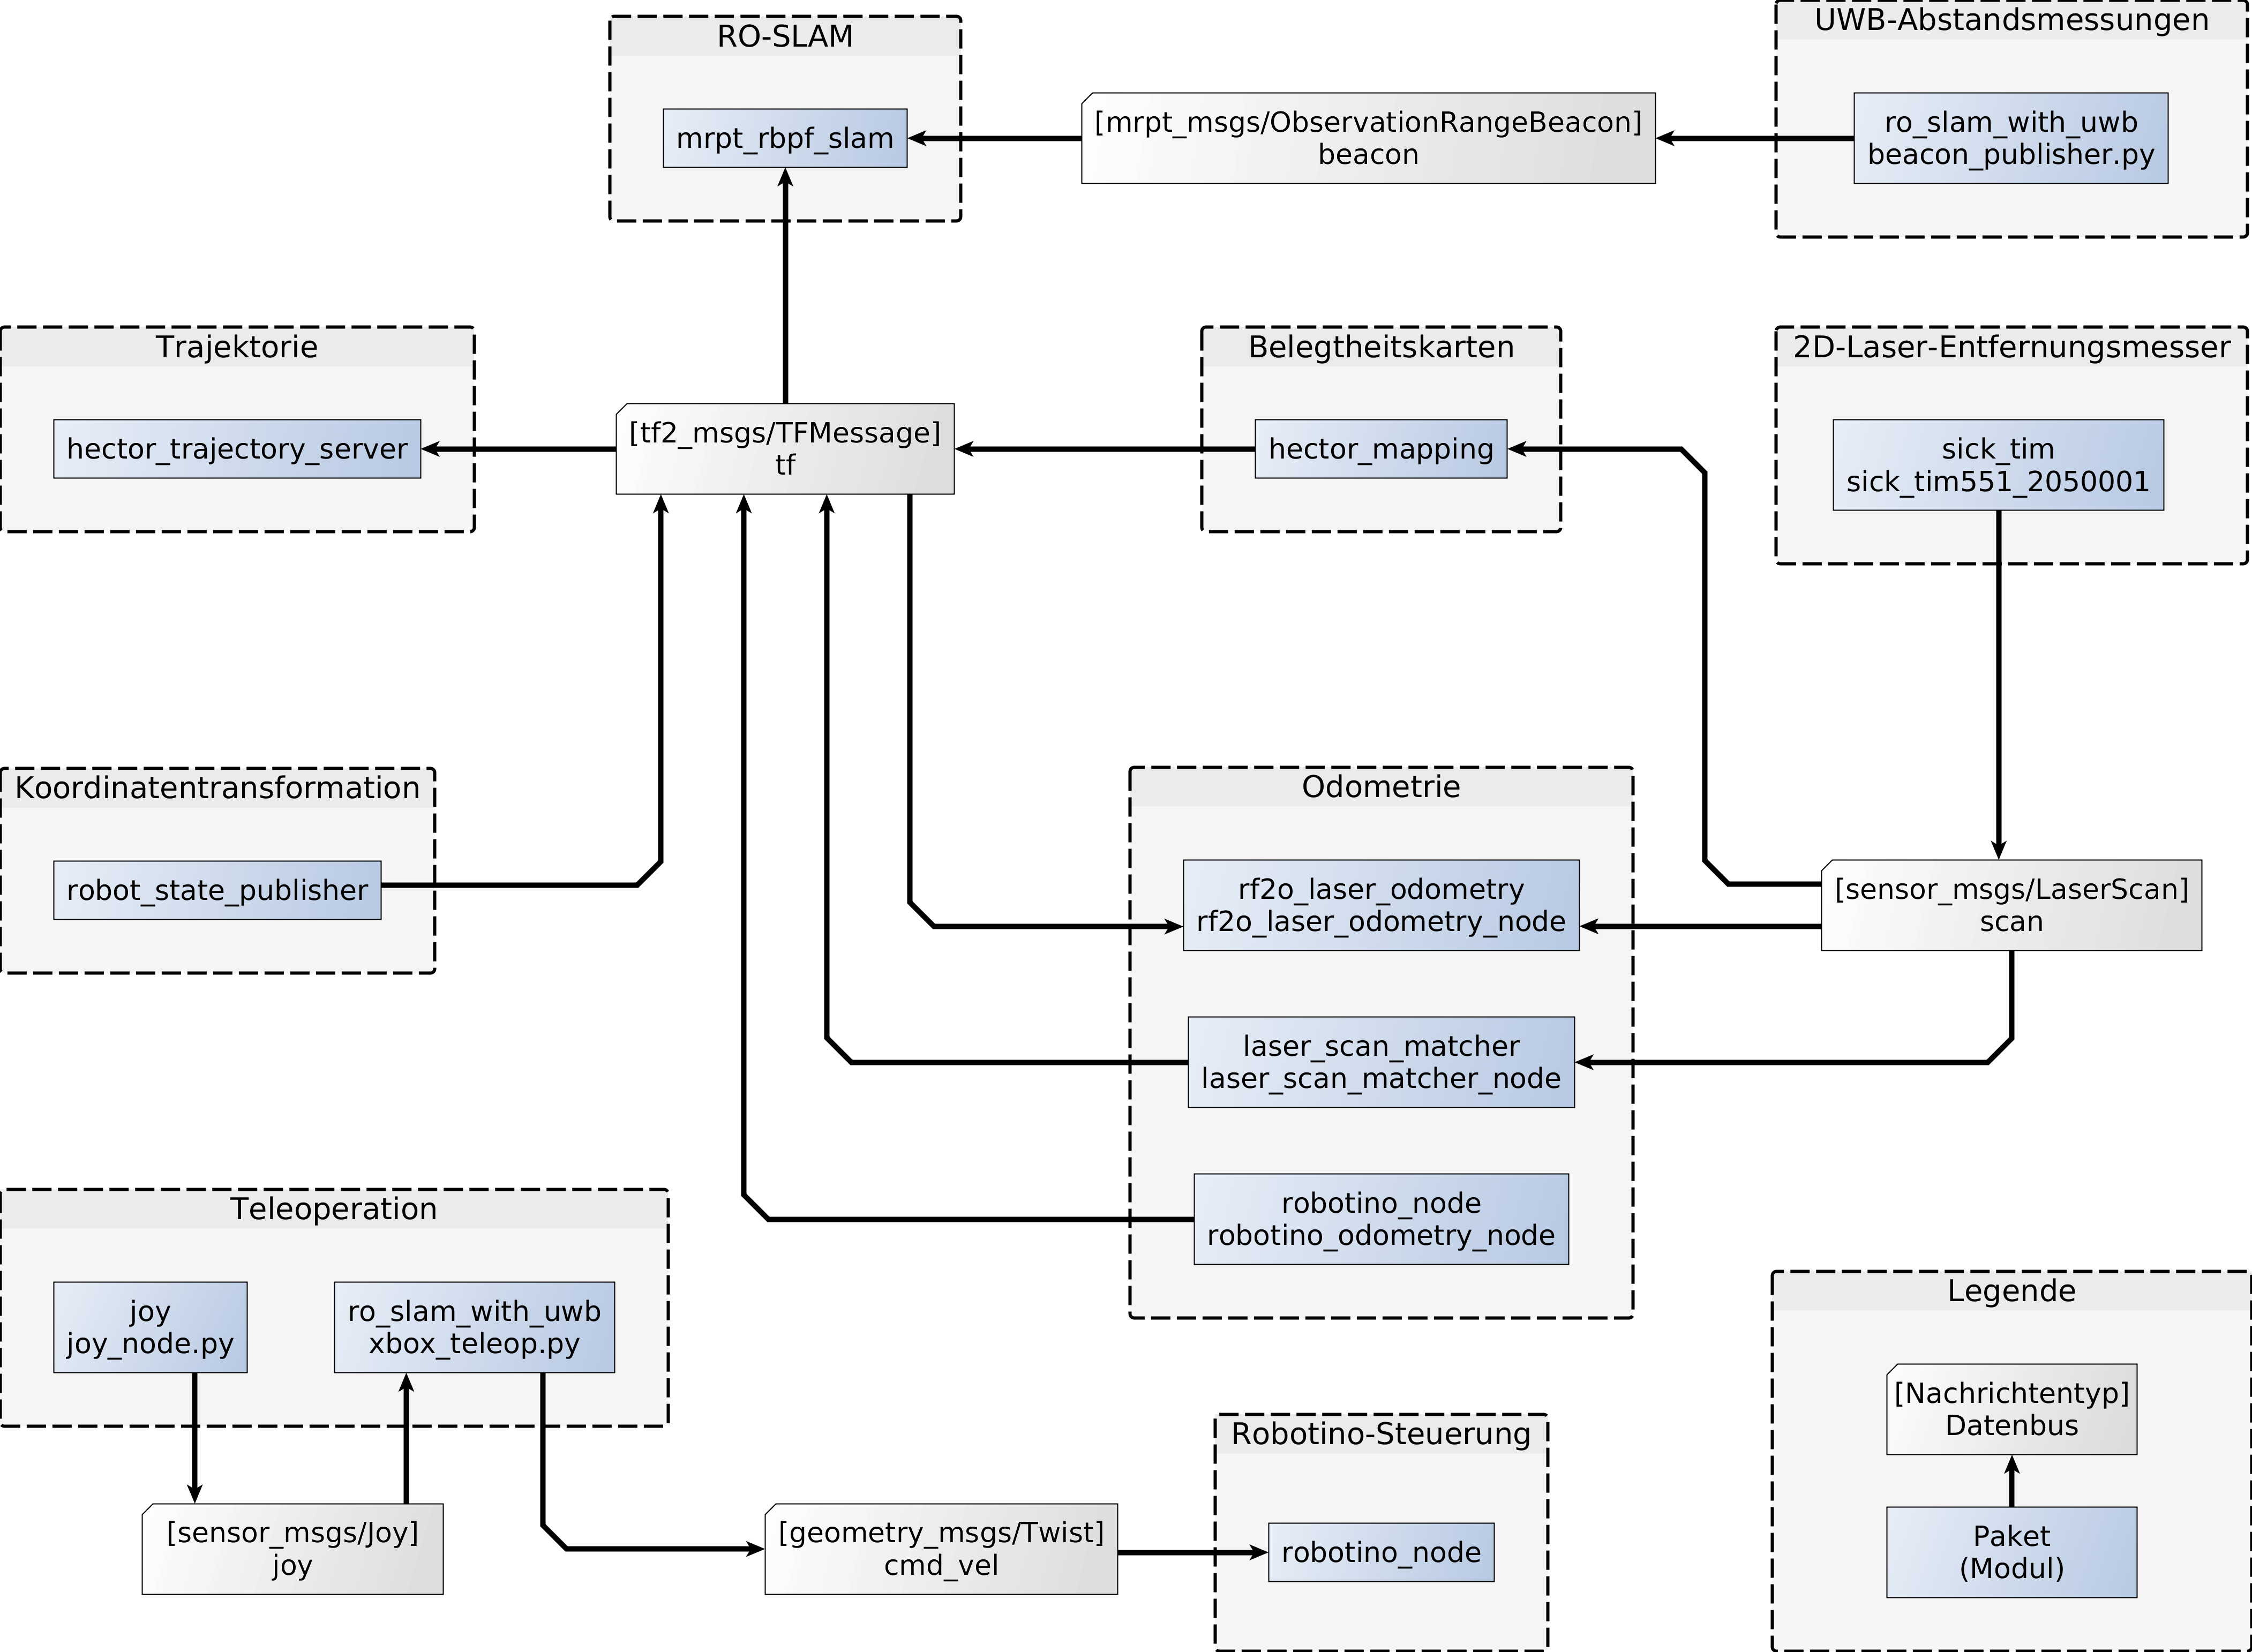 RO-SLAM
mrpt_rbpf_slam
[mrpt_msgs/ObservationRangeBeacon]
beacon
UWB-Abstandsmessungen
ro_slam_with_uwb
beacon_publisher.py
Trajektorie
hector_trajectory_server
[tf2_msgs/TFMessage]
tf
Belegtheitskarten
hector_mapping
2D-Laser-Entfernungsmesser
sick_tim
sick_tim551_2050001
Koordinatentransformation
robot_state_publisher
Odometrie
rf2o_laser_odometry
rf2o_laser_odometry_node
laser_scan_matcher
laser_scan_matcher_node
robotino_node
robotino_odometry_node
[sensor_msgs/LaserScan]
scan
Teleoperation
joy
joy_node.py
ro_slam_with_uwb
xbox_teleop.py
[sensor_msgs/Joy]
joy
[geometry_msgs/Twist]
cmd_vel
Robotino-Steuerung
robotino_node
Legende
[Nachrichtentyp]
Datenbus
Paket
(Modul)